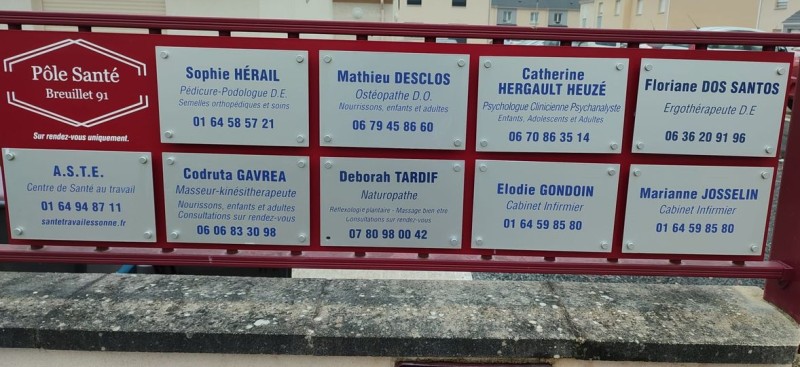 Pôle Santé
Breuillet 91
Sur rendez-vous uniquement.
Sophie HÉRAIL
Pédicure-Podologue D.E.
Semelles orthopédiques et soins
01 64 58 57 21
Mathieu DESCLOS
Ostéopathe D.O.
Nourissons, enfants et adultes
06 79 45 86 60
Catherine
HERGAULT HEUZÉ
Psychologue Clinicienne Psychanalyste
Enfants, Adolescents et Adultes
06 70 86 35 14
Floriane DOS SANTOS
Ergothérapeute D.E
06 36 20 91 96
A.S.T.E.
Centre de Santé au travail
01 64 94 87 11
santetravailessonne.fr
Codruta GAVREA
Masseur-kinésitherapeute
Nourissons, enfants et adultes
Consultations sur rendez-vous
06 06 83 30 98
Deborah TARDIF
Naturopathe
Réflexologie plantaire - Massage bien etre
Consultations sur rendez-vous
07 80 98 00 42
Elodie GONDOIN
Cabinet Infirmier
01 64 59 85 80
Marianne JOSSELIN
Cabinet Infirmier
01 64 59 85 80